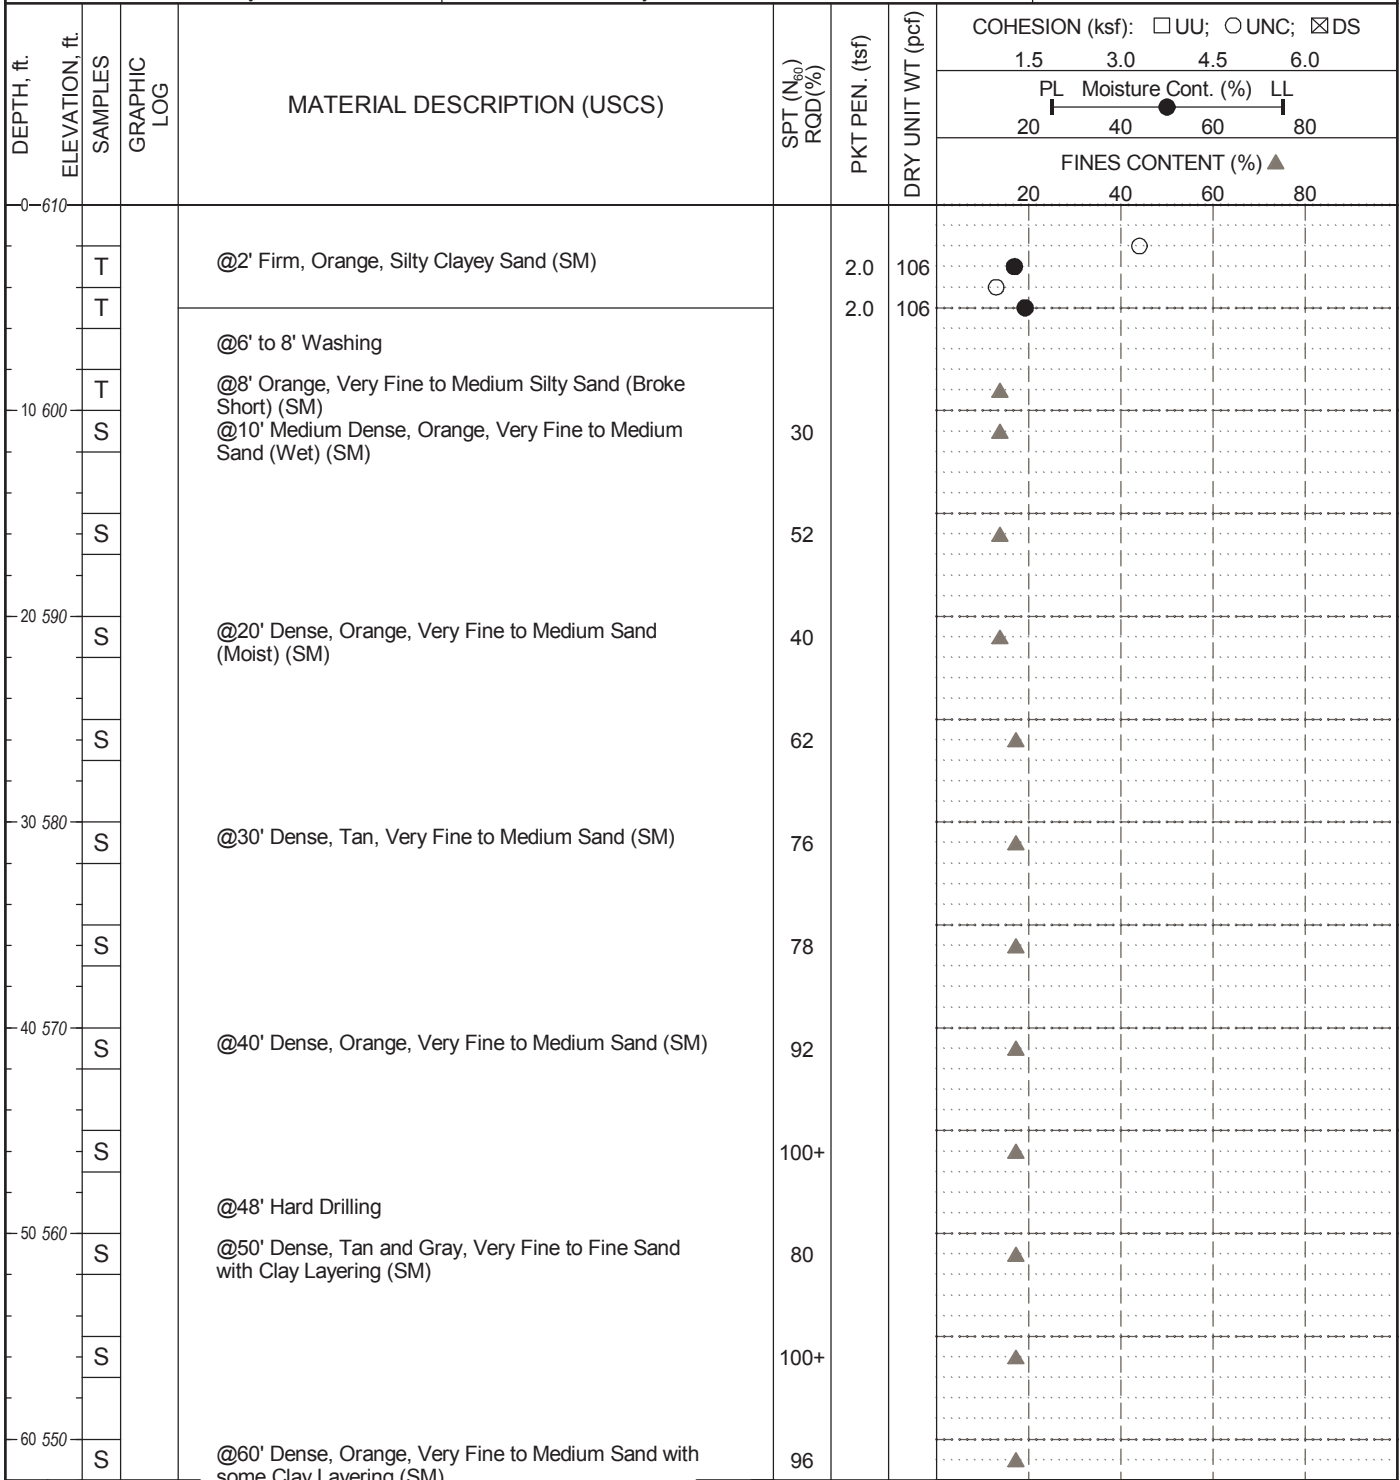 DEPTH, ft.
ELEVATION, ft.
SAMPLES
GRAPHIC
LOG
MATERIAL DESCRIPTION (USCS)
SPT (N60)
RQD(%)
PKT PEN. (tsf)
DRY UNIT WT (pcf)
COHESION (ksf): UU; UNC; DS
1.5 3.0 4.5 6.0
PL Moisture Cont. (%) LL
20 40 60 80
FINES CONTENT (%)
20 40 60 80
0 610
T @2' Firm, Orange, Silty Clayey Sand (SM) 2.0 106
T 2.0 106
@6' to 8' Washing
T @8' Orange, Very Fine to Medium Silty Sand (Broke
Short) (SM)
10 600
S @10' Medium Dense, Orange, Very Fine to Medium 30
Sand (Wet) (SM)
S 52
20 590
S @20' Dense, Orange, Very Fine to Medium Sand 40
(Moist) (SM)
S 62
30 580
S @30' Dense, Tan, Very Fine to Medium Sand (SM) 76
S 78
40 570
S @40' Dense, Orange, Very Fine to Medium Sand (SM) 92
S 100+
@48' Hard Drilling
50 560
S @50' Dense, Tan and Gray, Very Fine to Fine Sand 80
with Clay Layering (SM)
S 100+
60 550
S @60' Dense, Orange, Very Fine to Medium Sand with 96
some Clay Layering (SM)